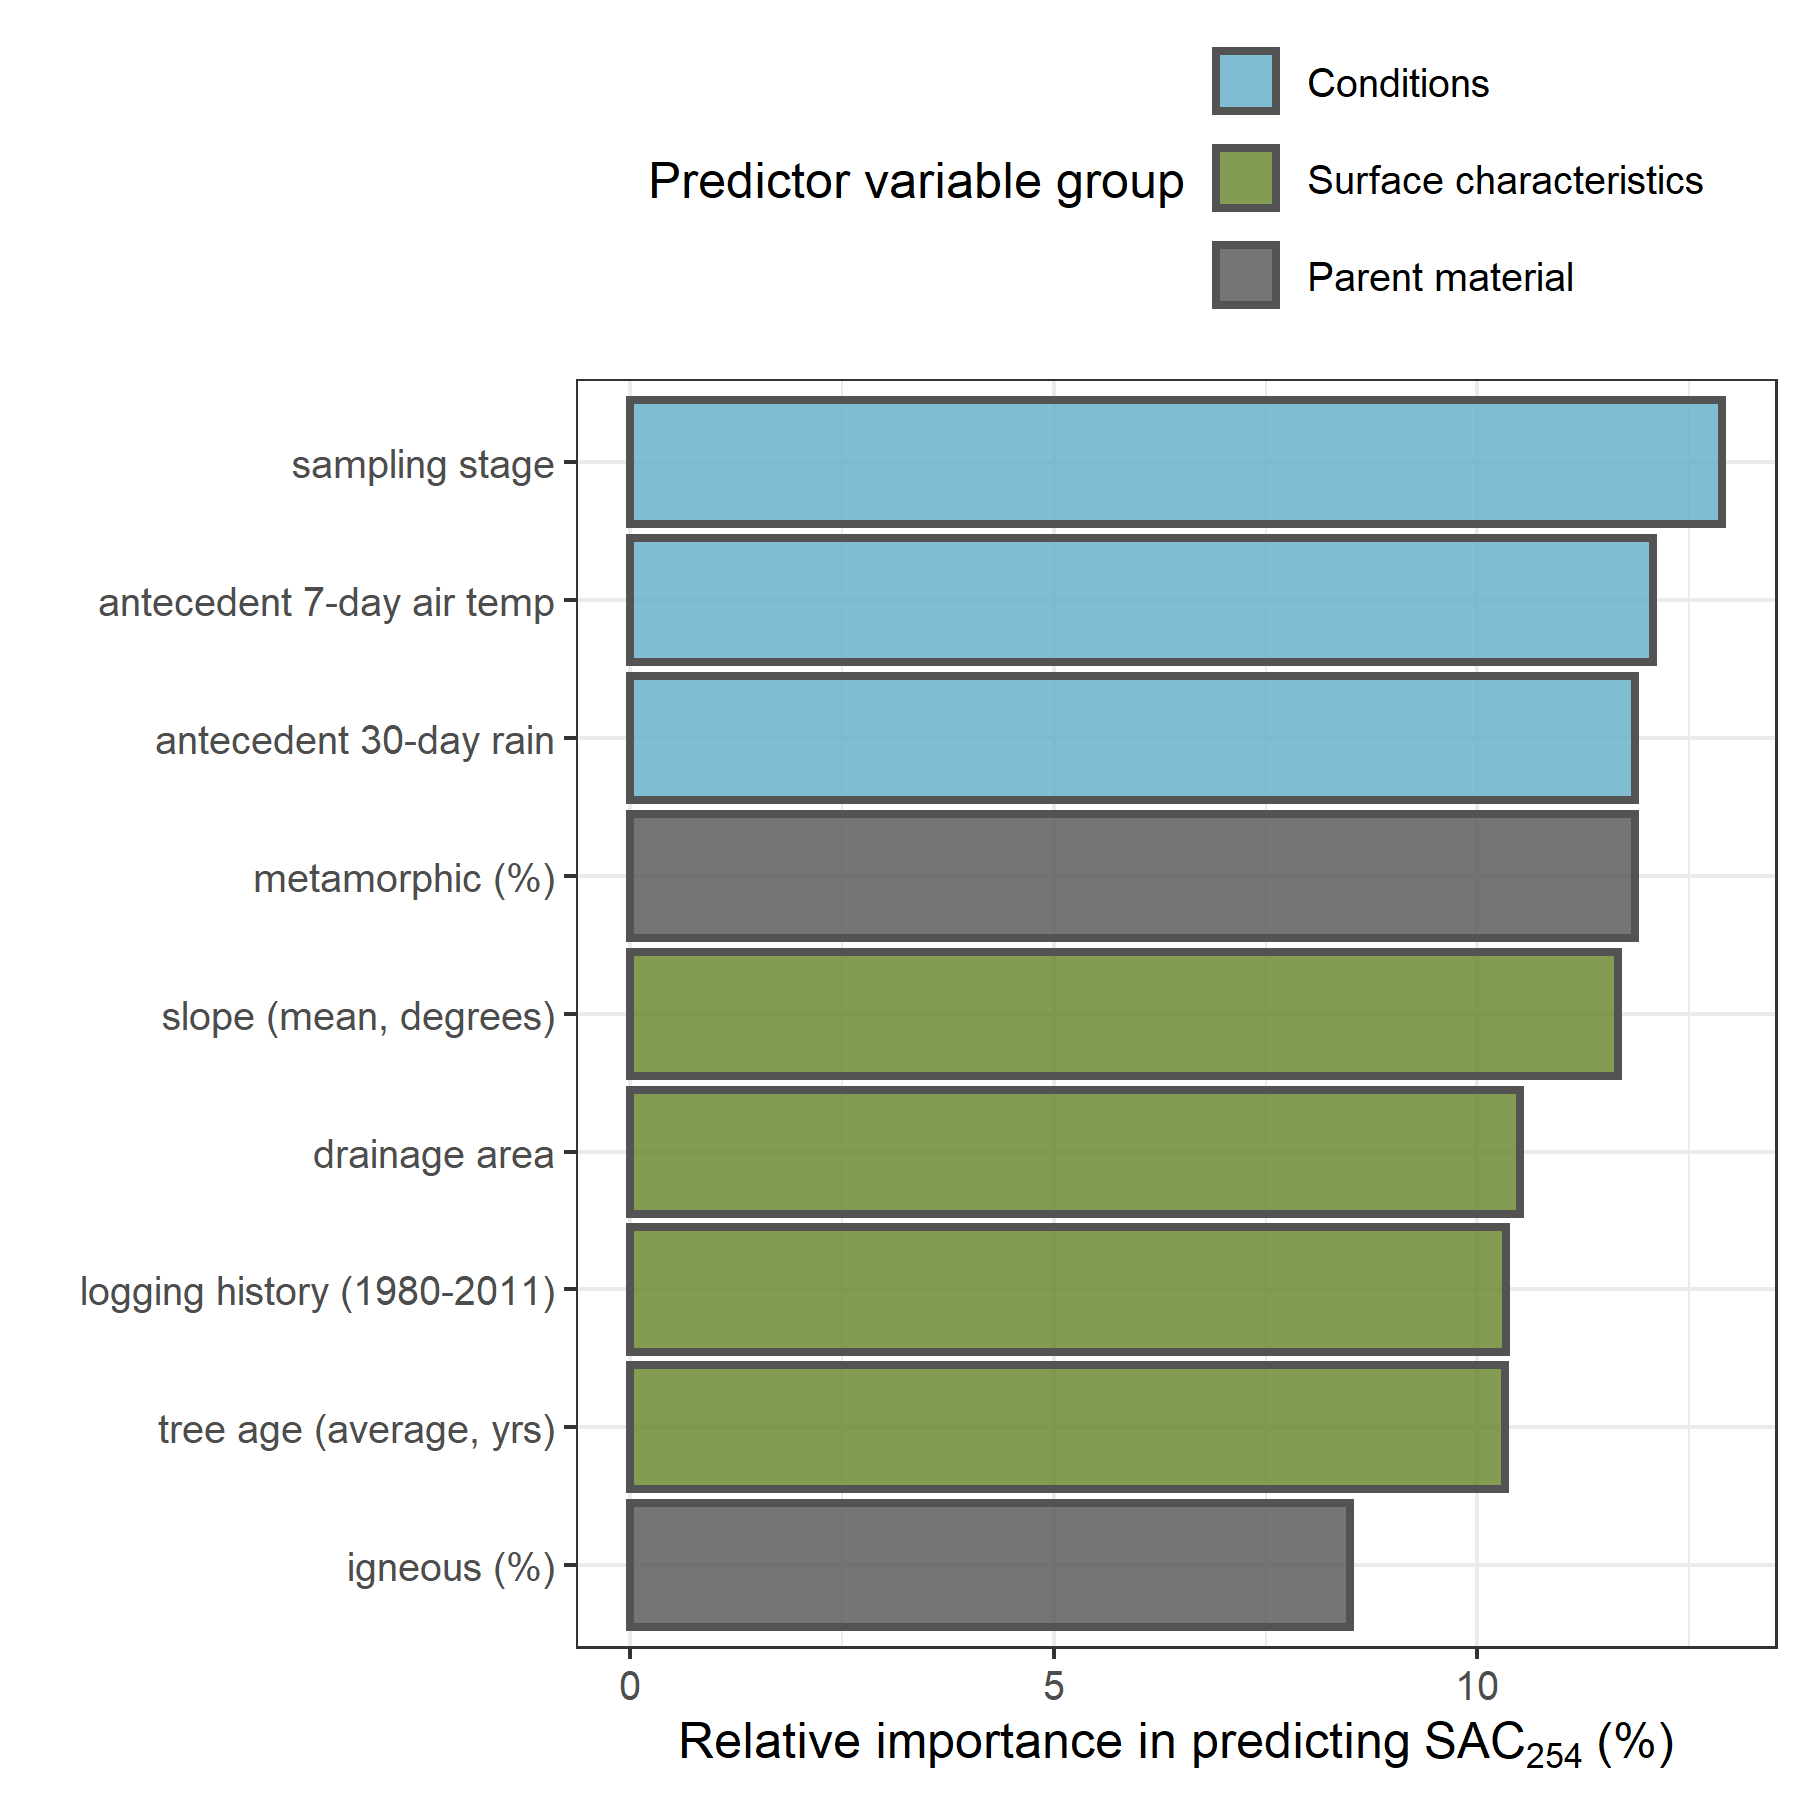 Conditions
Predictor variable group
Surface characteristics
Parent material
sampling stage
antecedent 7-day air temp
antecedent 30-day rain
metamorphic (%)
slope (mean, degrees)
drainage area
logging history (1980-2011)
tree age (average, yrs)
igneous (%)
0 5 10
Relative importance in predicting SAC₂₅₄ (%)